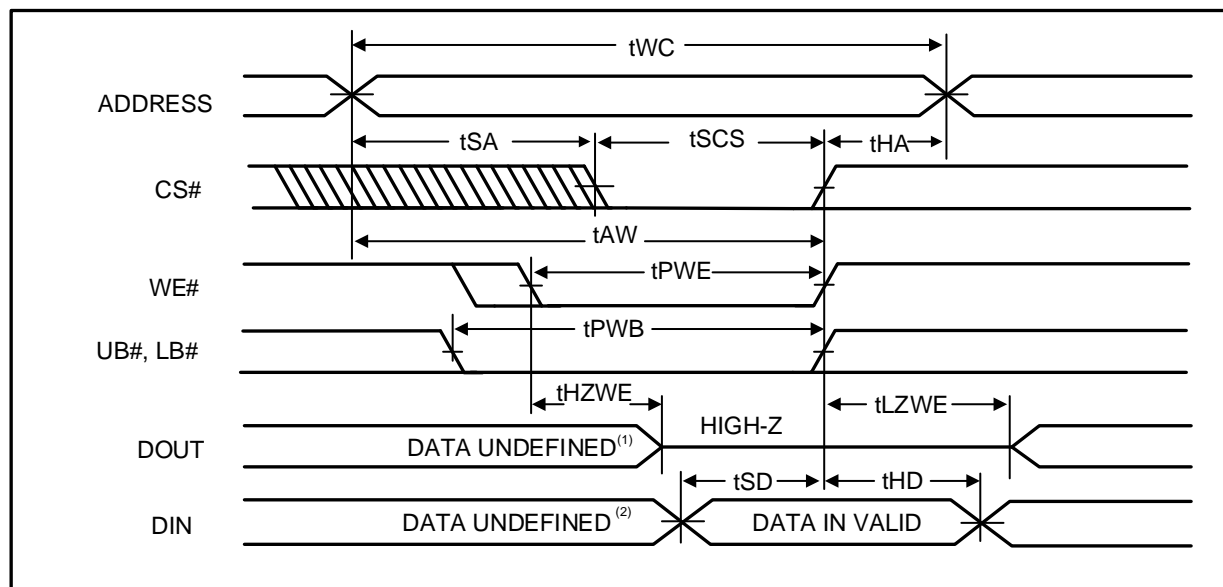 tWC
ADDRESS
tSA
tSCS
tHA
CS#
tAW
WE#
tPWE
tPWB
UB#, LB#
tHZWE
tLZWE
HIGH-Z
DOUT
DATA UNDEFINED(1)
tSD
tHD
DIN
DATA UNDEFINED (2)
DATA IN VALID